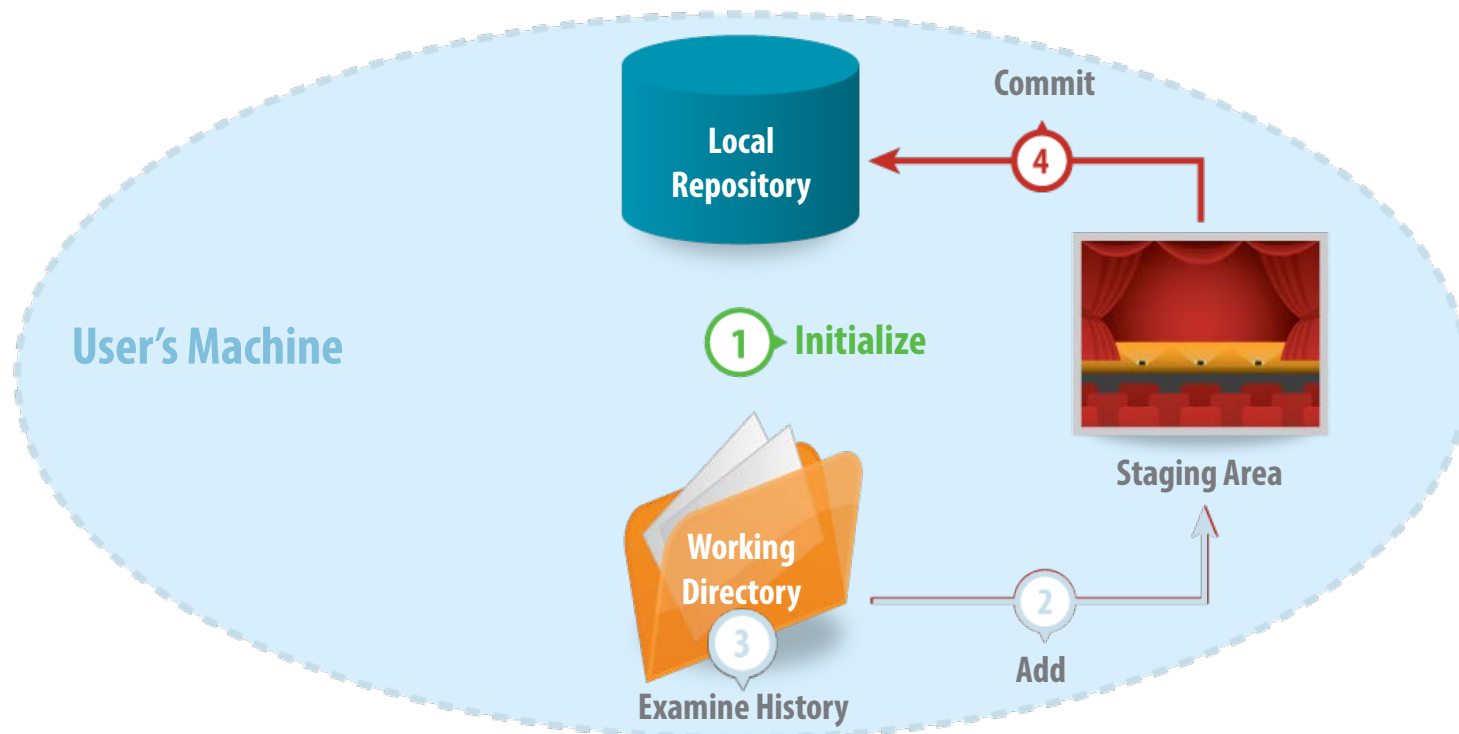 Commit
4
Local
Repository
User's Machine
1
Initialize
Staging Area
Working
Directory
2
3
Add
Examine History